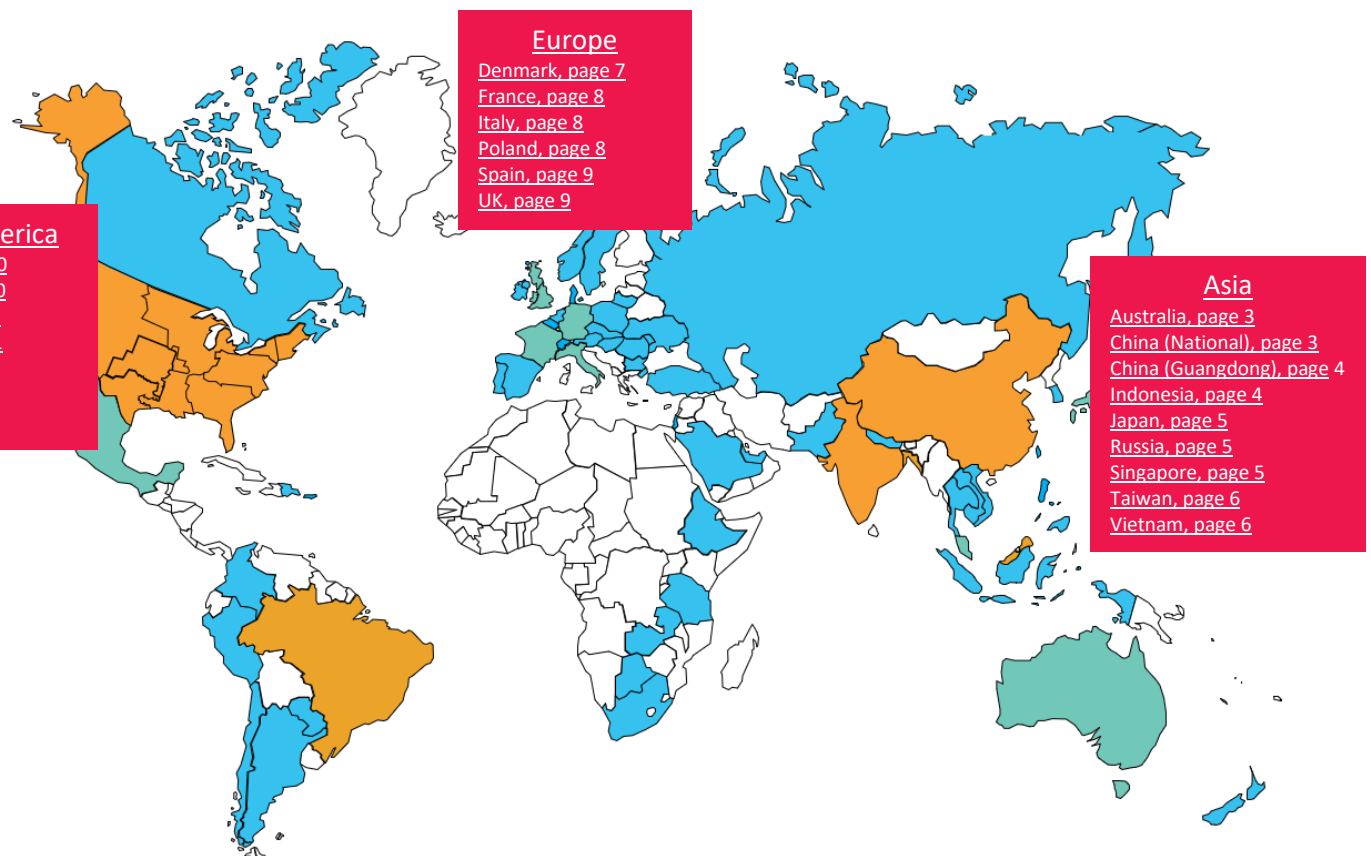 Europe
Denmark, page 7
France, page 8
Italy, page 8
Poland, page 8
Spain, page 9
UK, page 9
erica
0
0
Asia
Australia, page 3
China (National), page 3
China (Guangdong), page 4
Indonesia, page 4
Japan, page 5
Russia, page 5
Singapore, page 5
Taiwan, page 6
Vietnam, page 6